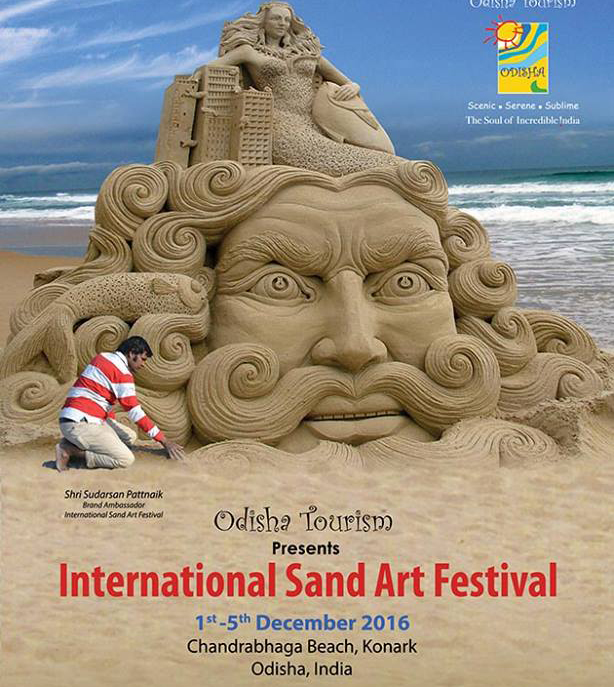 Odisha Tourism
ODISHA
Scenic • Serene • Sublime
The Soul of Incredible!ndia
Shri Sudarsan Pattnaik
Brand Ambassador
International Sand Art Festival
Odisha Tourism
Presents
International Sand Art Festival
1st-5th December 2016
Chandrabhaga Beach, Konark
Odisha, India